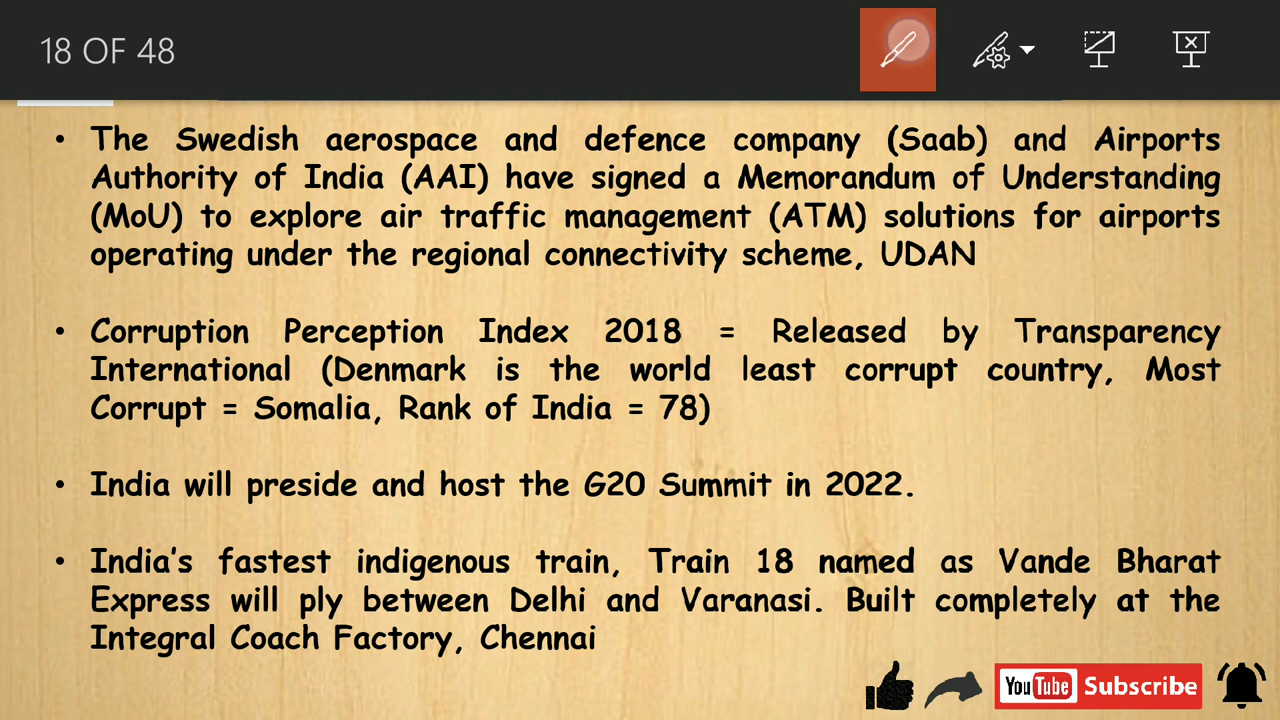 18 OF 48
• The Swedish aerospace and defence company (Saab) and Airports
Authority of India (AAI) have signed a Memorandum of Understanding
(MoU) to explore air traffic management (ATM) solutions for airports
operating under the regional connectivity scheme, UDAN
• Corruption Perception Index 2018 = Released by Transparency
International (Denmark is the world least corrupt country, Most
Corrupt = Somalia, Rank of India = 78)
• India will preside and host the G20 Summit in 2022.
• India's fastest indigenous train, Train 18 named as Vande Bharat
Express will ply between Delhi and Varanasi. Built completely at the
Integral Coach Factory, Chennai
YouTube Subscribe